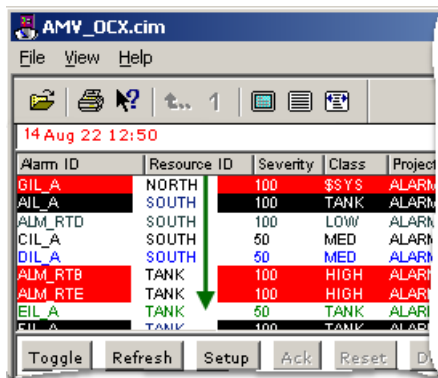 AMV_OCX.cim
File View Help
14 Aug 22 12:50
Alarm ID Resource ID Severity Class Project
GIL_A NORTH 100 $SYS ALARM
AIL_A SOUTH 100 TANK ALARM
ALM_RTD SOUTH 100 LOW ALARM
CIL_A SOUTH 50 MED ALARM
DIL_A SOUTH 50 MED ALARM
ALM_RTB TANK 100 HIGH ALARM
ALM_RTE TANK 100 HIGH ALARM
EIL_A TANK 50 TANK ALARM
TANK 100 TANK
Toggle Refresh Setup Ack Reset